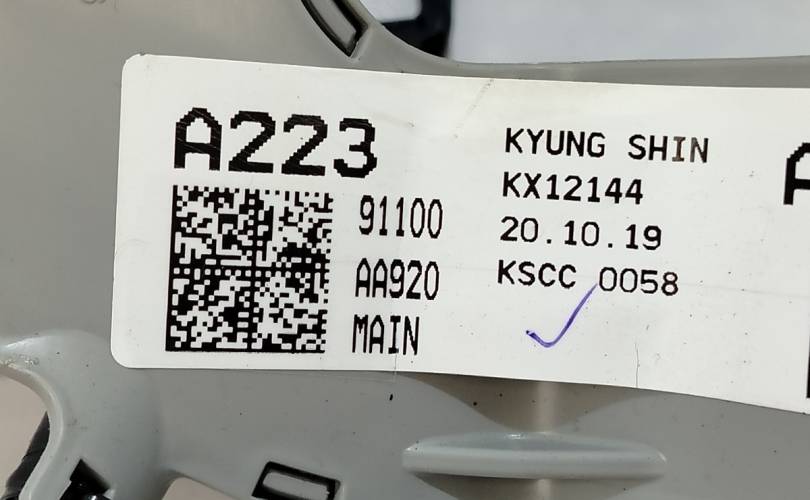 A223
91100
AA920
MAIN
KYUNG SHIN
KX12144
20.10.19
KSCC 0058
A